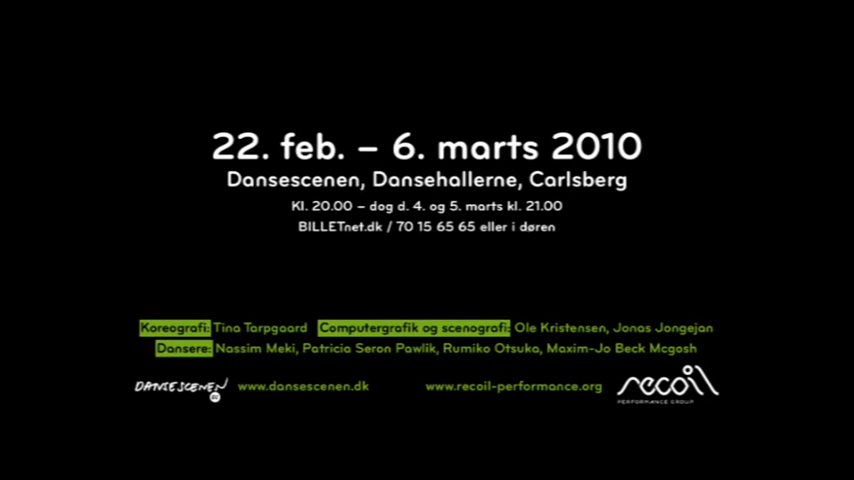 22. feb. – 6. marts 2010
Dansescenen, Dansehallerne, Carlsberg
Kl. 20.00 – dog d. 4. og 5. marts kl. 21.00
BILLETnet.dk / 70 15 65 65 eller i døren
Koreografi: Tina Tarpgaard Computergrafik og scenografi: Ole Kristensen, Jonas Jongejan
Dansere: Nassim Meki, Patricia Seron Pawlik, Rumiko Otsuka, Maxim-Jo Beck Mcgosh
DANSESCENEN www.dansescenen.dk www.recoil-performance.org recoil
PERFORMANCE GROUP